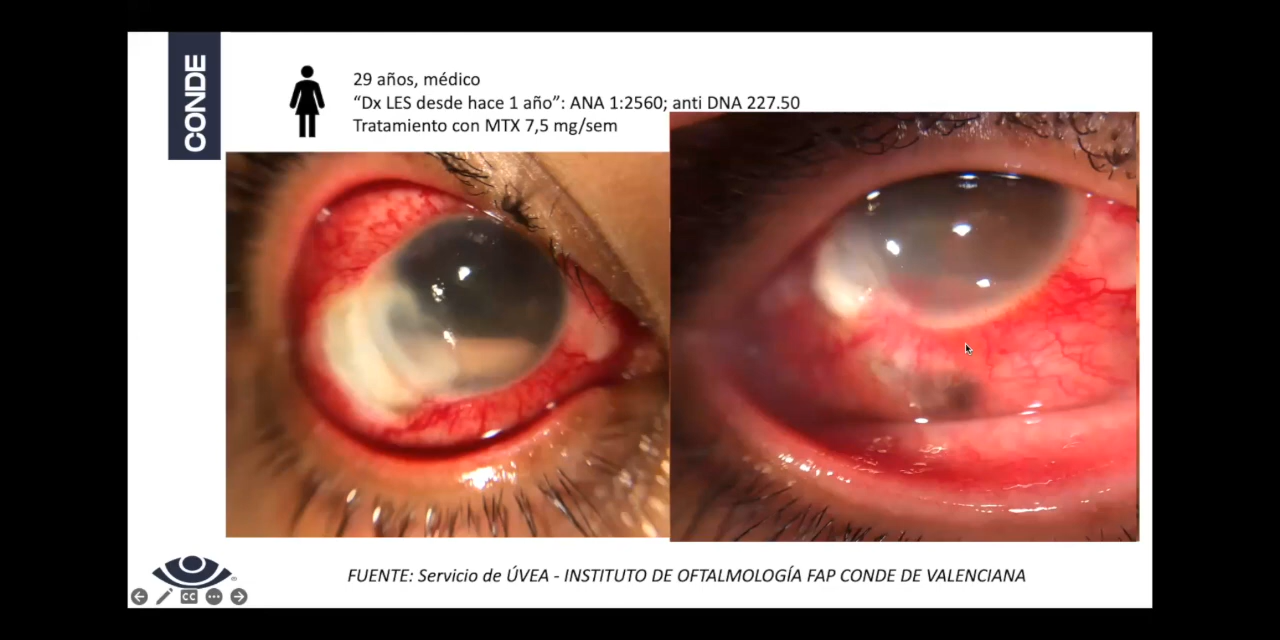 CONDE
29 años, médico
“Dx LES desde hace 1 año”: ANA 1:2560; anti DNA 227.50
Tratamiento con MTX 7,5 mg/sem
FUENTE: Servicio de ÚVEA - INSTITUTO DE OFTALMOLOGÍA FAP CONDE DE VALENCIANA
CC